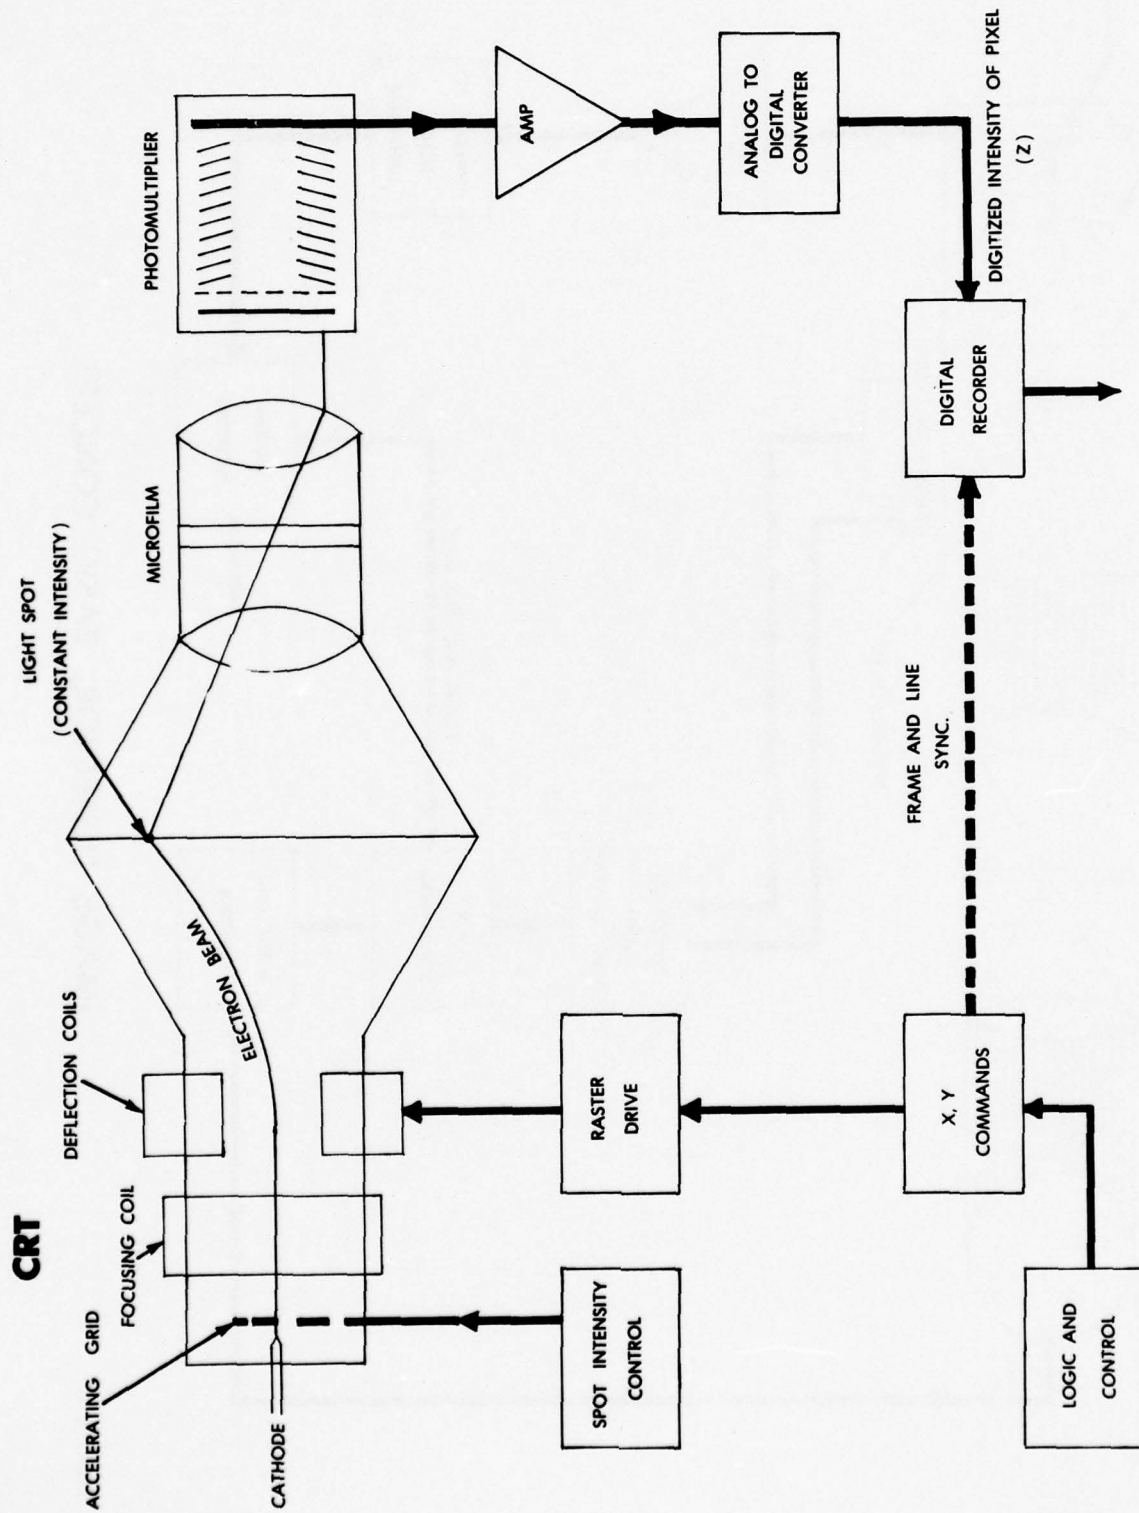 CRT
ACCELERATING GRID
FOCUSING COIL
DEFLECTION COILS
LIGHT SPOT
(CONSTANT INTENSITY)
CATHODE
ELECTRON BEAM
MICROFILM
PHOTOMULTIPLIER
SPOT INTENSITY
CONTROL
RASTER
DRIVE
AMP
ANALOG TO
DIGITAL
CONVERTER
LOGIC AND
CONTROL
X, Y
COMMANDS
FRAME AND LINE
SYNC.
DIGITAL
RECORDER
DIGITIZED INTENSITY OF PIXEL
(Z)